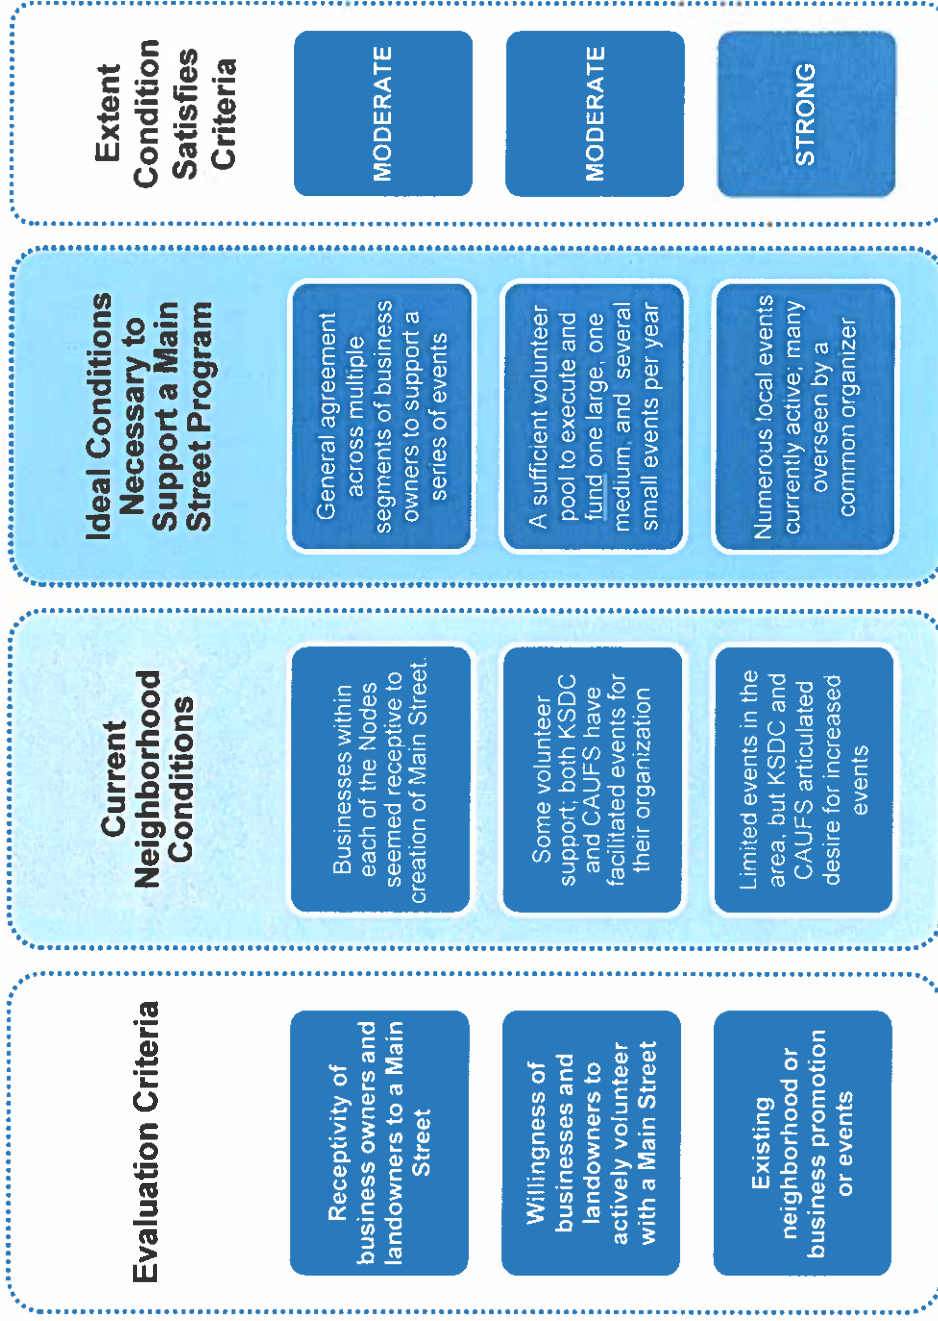 Evaluation Criteria
Receptivity of
business owners and
landowners to a Main
Street
Willingness of
businesses and
landowners to
actively volunteer
with a Main Street
Existing
neighborhood or
business promotion
or events
Current
Neighborhood
Conditions
Businesses within
each of the Nodes
seemed receptive to
creation of Main Street.
Some volunteer
support; both KSDC
and CAUFS have
facilitated events for
their organization
Limited events in the
area, but KSDC and
CAUFS articulated
desire for increased
events
Ideal Conditions
Necessary to
Support a Main
Street Program
General agreement
across multiple
segments of business
owners to support a
series of events
A sufficient volunteer
pool to execute and
fund one large, one
medium, and several
small events per year
Numerous local events
currently active; many
overseen by a
common organizer
Extent
Condition
Satisfies
Criteria
MODERATE
MODERATE
STRONG